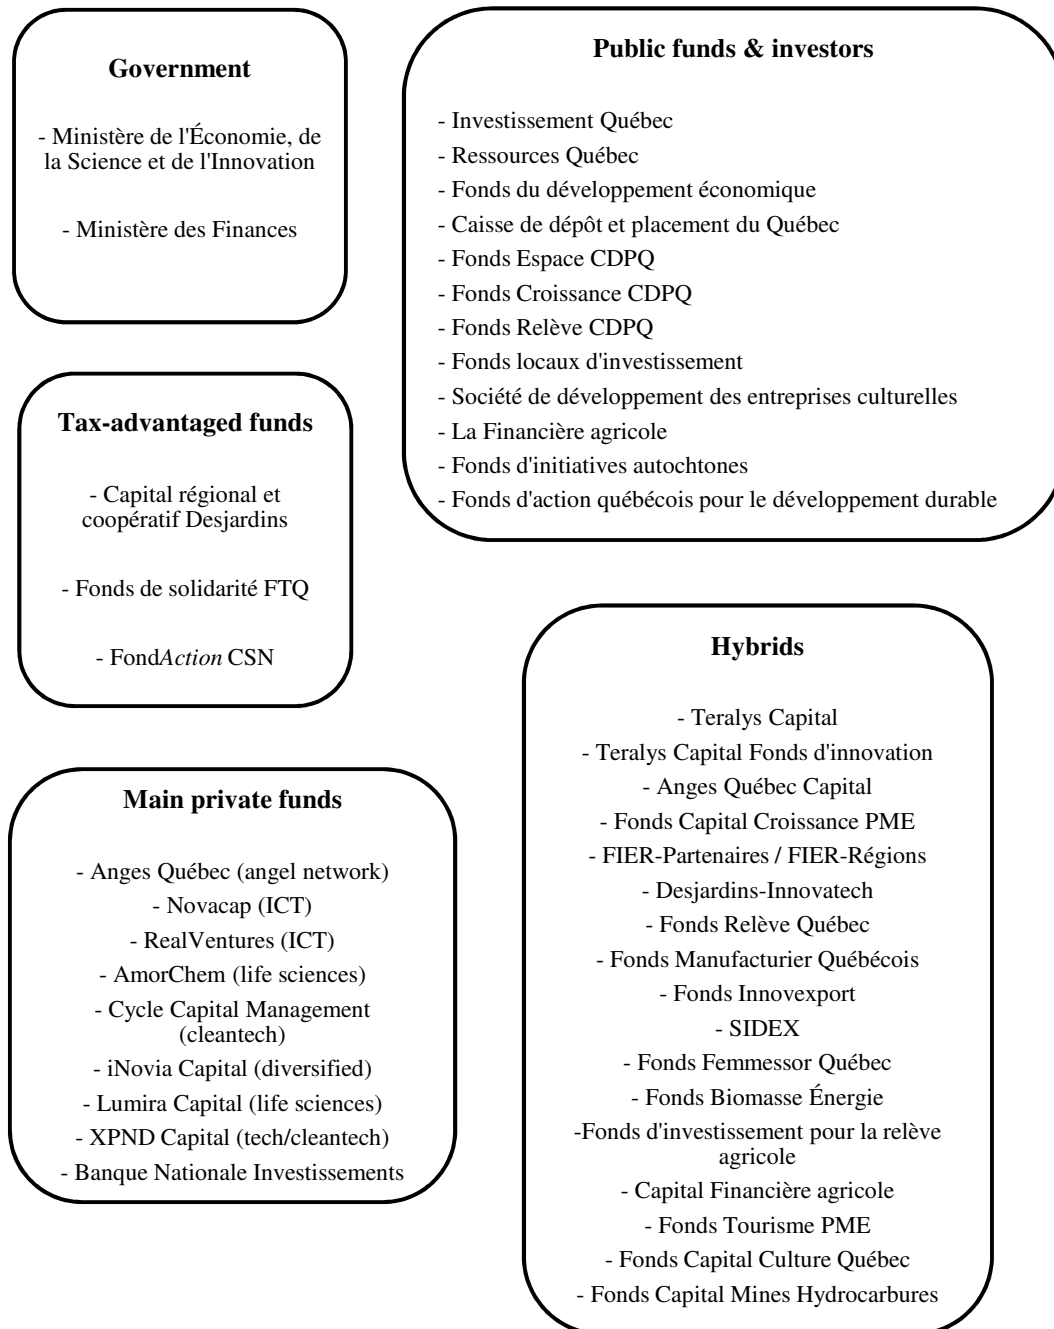 Government
- Ministère de l'Économie, de
la Science et de l'Innovation
- Ministère des Finances
Public funds & investors
- Investissement Québec
- Ressources Québec
- Fonds du développement économique
- Caisse de dépôt et placement du Québec
- Fonds Espace CDPQ
- Fonds Croissance CDPQ
- Fonds Relève CDPQ
- Fonds locaux d'investissement
- Société de développement des entreprises culturelles
- La Financière agricole
- Fonds d'initiatives autochtones
- Fonds d'action québécois pour le développement durable
Tax-advantaged funds
- Capital régional et
coopératif Desjardins
- Fonds de solidarité FTQ
- FondAction CSN
Main private funds
- Anges Québec (angel network)
- Novacap (ICT)
- RealVentures (ICT)
- AmorChem (life sciences)
- Cycle Capital Management
(cleantech)
- iNovia Capital (diversified)
- Lumira Capital (life sciences)
- XPND Capital (tech/cleantech)
- Banque Nationale Investissements
Hybrids
- Teralys Capital
- Teralys Capital Fonds d'innovation
- Anges Québec Capital
- Fonds Capital Croissance PME
- FIER-Partenaires / FIER-Régions
- Desjardins-Innovatech
- Fonds Relève Québec
- Fonds Manufacturier Québécois
- Fonds Innovexport
- SIDEX
- Fonds Femmessor Québec
- Fonds Biomasse Énergie
-Fonds d'investissement pour la relève
agricole
- Capital Financière agricole
- Fonds Tourisme PME
- Fonds Capital Culture Québec
- Fonds Capital Mines Hydrocarbures